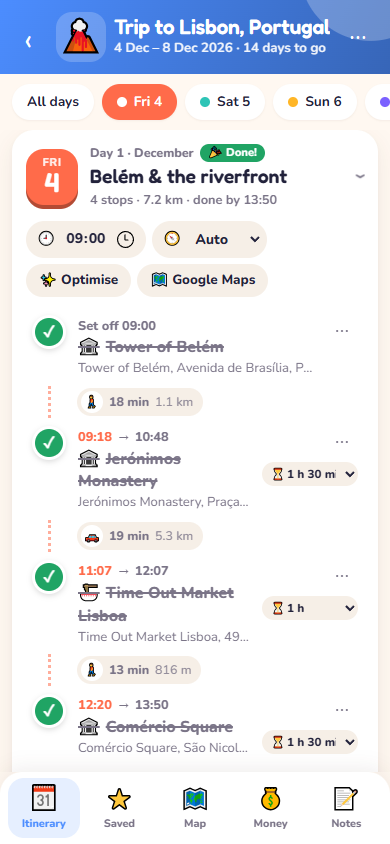 Trip to Lisbon, Portugal
4 Dec – 8 Dec 2026 · 14 days to go
All days
Fri 4
Sat 5
Sun 6
FRI
4
Day 1 · December
Done!
Belém & the riverfront
4 stops · 7.2 km · done by 13:50
09:00
Auto
Optimise
Google Maps
Set off 09:00
Tower of Belém
Tower of Belém, Avenida de Brasília, P...
18 min 1.1 km
09:18 → 10:48
Jerónimos
Monastery
1 h 30 mi
Jerónimos Monastery, Praça...
19 min 5.3 km
11:07 → 12:07
Time Out Market
Lisboa
1 h
Time Out Market Lisboa, 49...
13 min 816 m
12:20 → 13:50
Comércio Square
1 h 30 mi
Comércio Square, São Nicol...
31
Itinerary
Saved
Map
Money
Notes